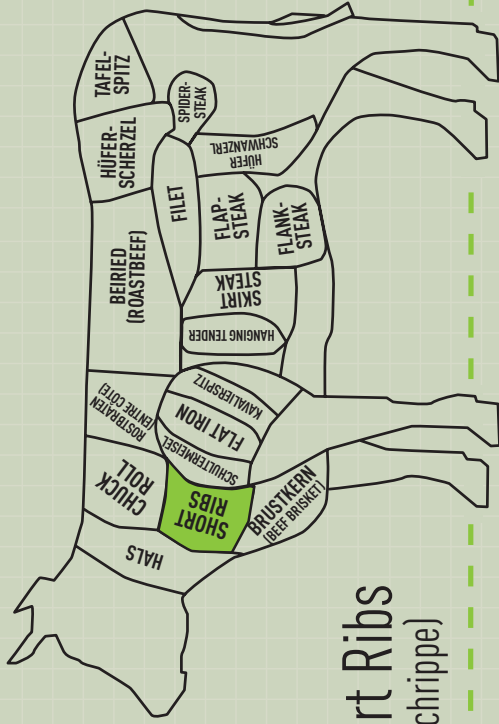 TAFEL-
SPITZ
HÜFER-
SCHERZEL
SPIDER-
STEAK
HÜFER
SCHWANZERL
FILET
FLAP-
STEAK
FLANK-
STEAK
BEIRIED
(ROASTBEEF)
SKIRT
STEAK
HANGING TENDER
ROSTBRATEN
(ENTRE COTE)
KAVALIERSPITZ
FLAT IRON
SCHULTERMEISEL
CHUCK
ROLL
SHORT
RIBS
BRUSTKERN
(BEEF BRISKET)
HALS
rt Ribs
chrippe)